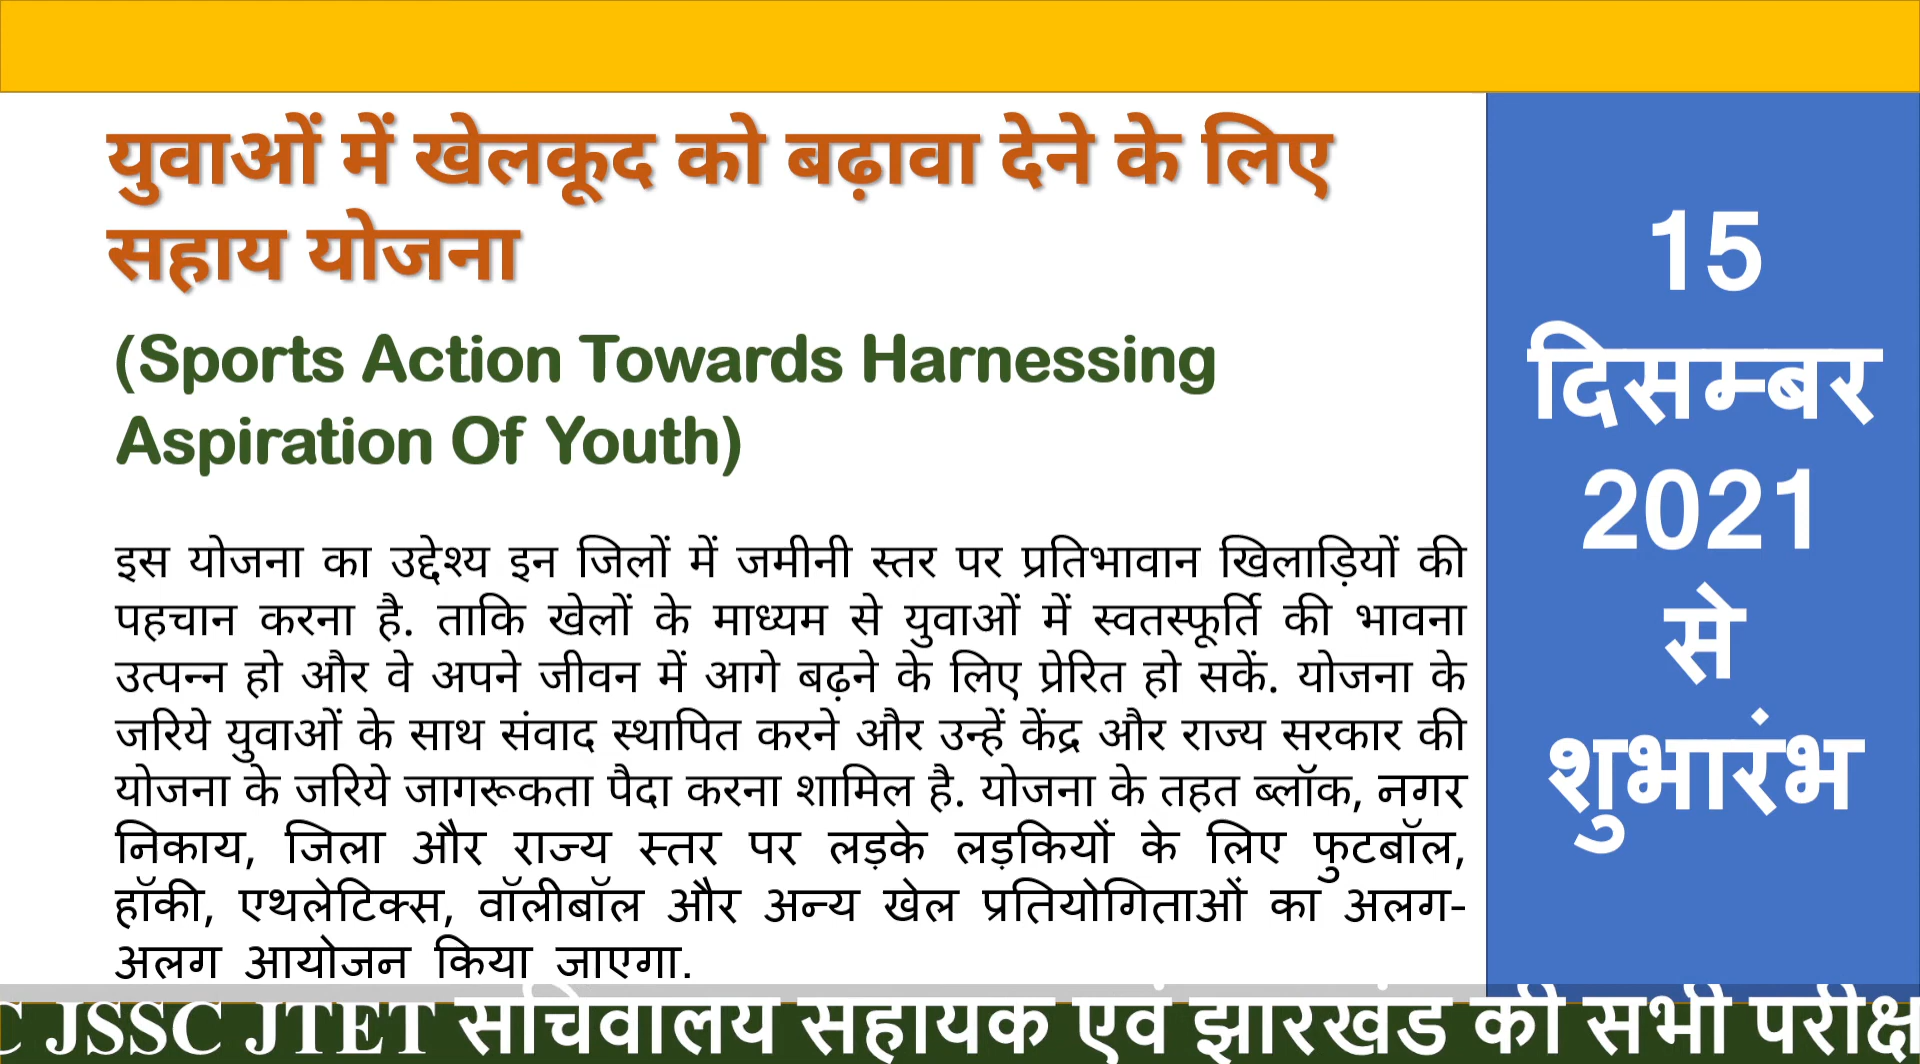 युवाओं में खेलकूद को बढ़ावा देने के लिए
सहाय योजना
(Sports Action Towards Harnessing
Aspiration Of Youth)
इस योजना का उद्देश्य इन जिलों में जमीनी स्तर पर प्रतिभावान खिलाड़ियों की
पहचान करना है. ताकि खेलों के माध्यम से युवाओं में स्वतस्फूर्ति की भावना
उत्पन्न हो और वे अपने जीवन में आगे बढ़ने के लिए प्रेरित हो सकें. योजना के
जरिये युवाओं के साथ संवाद स्थापित करने और उन्हें केंद्र और राज्य सरकार की
योजना के जरिये जागरूकता पैदा करना शामिल है. योजना के तहत ब्लॉक, नगर
निकाय, जिला और राज्य स्तर पर लड़के लड़कियों के लिए फुटबॉल,
हॉकी, एथलेटिक्स, वॉलीबॉल और अन्य खेल प्रतियोगिताओं का अलग-
अलग आयोजन किया जाएगा.
15
दिसम्बर
2021
से
शुभारंभ
JSSC JTET सचिवालय सहायक एवं झारखंड की सभी